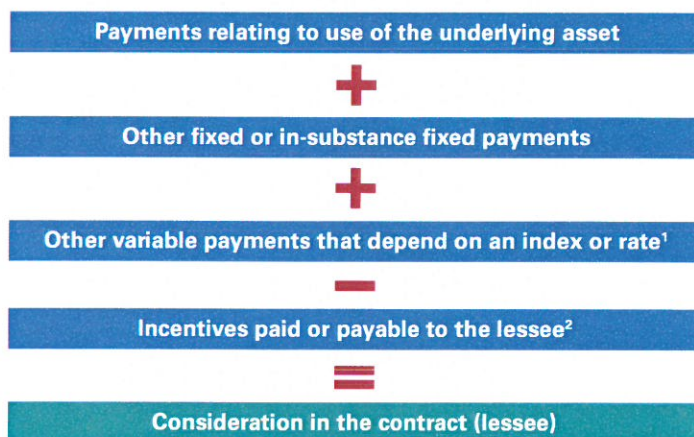 Payments relating to use of the underlying asset
+
Other fixed or in-substance fixed payments
+
Other variable payments that depend on an index or rate¹
−
Incentives paid or payable to the lessee²
=
Consideration in the contract (lessee)